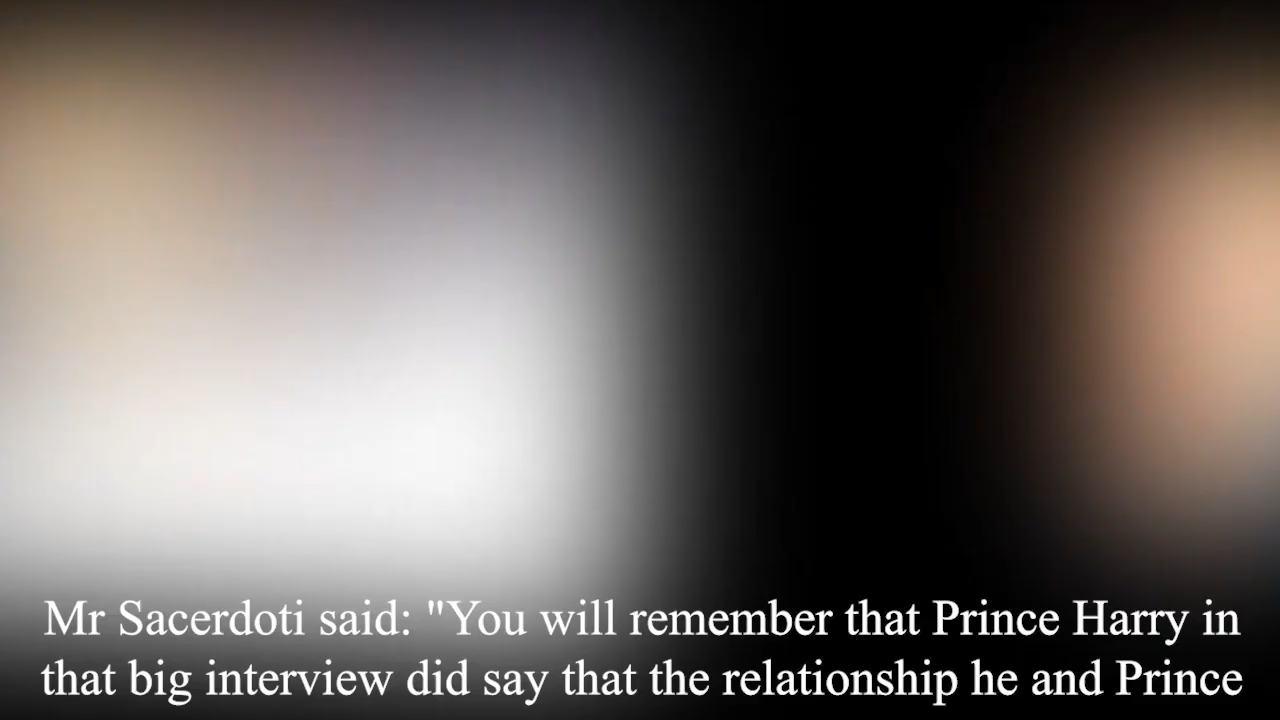 Mr Sacerdoti said: "You will remember that Prince Harry in
that big interview did say that the relationship he and Prince